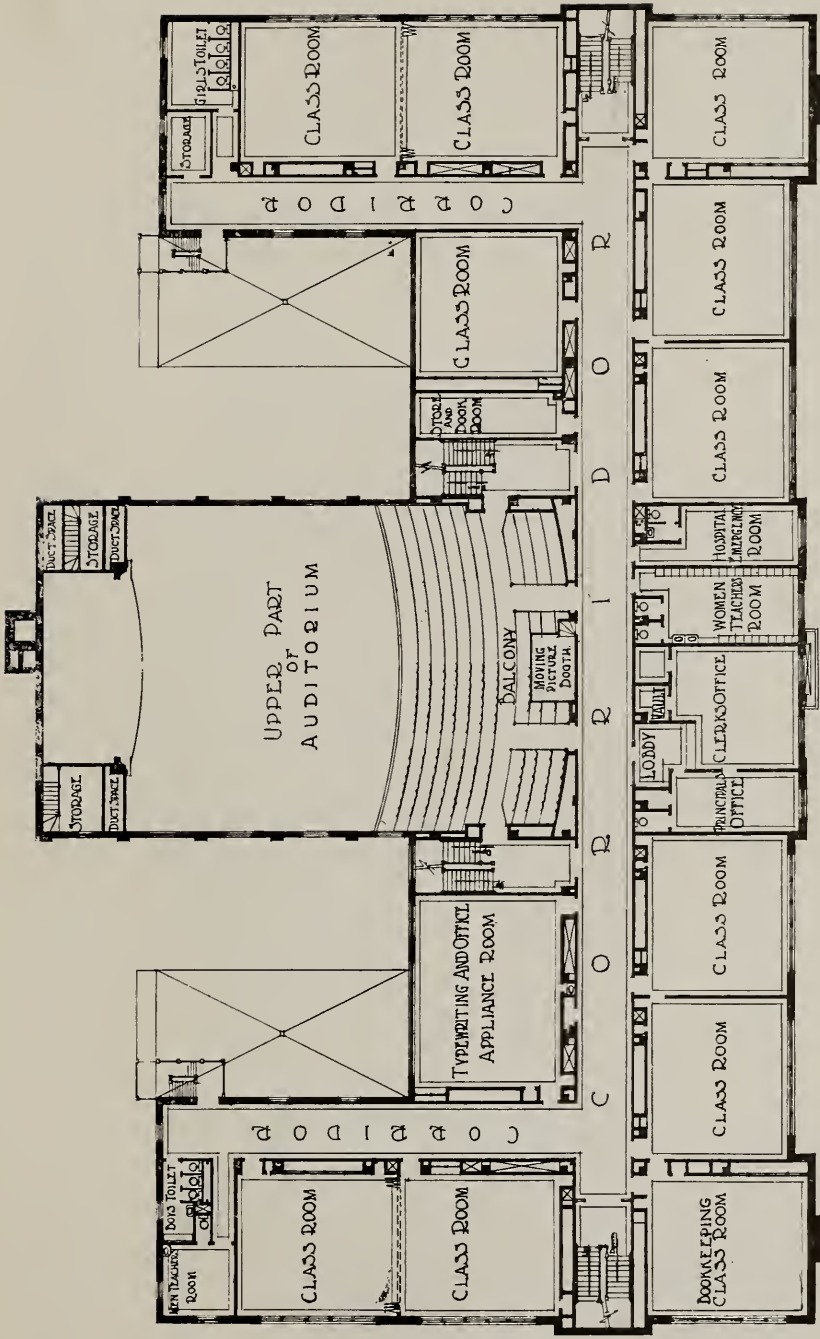 STORAGE
DUCT SPACE
DUCT SPACE
STORAGE
DUCT SPACE
MEN TEACHERS
ROOM
BOYS TOILET
UPPER PART
OF
AUDITORIUM
STORAGE
GIRLS TOILET
CLASS ROOM
CORRIDOR
CORRIDOR
CLASS ROOM
CLASS ROOM
TYPEWRITING AND OFFICE
APPLIANCE ROOM
BALCONY
MOVING
PICTURE
BOOTH.
STORE
AND
BOOK
ROOM
CLASS ROOM
CLASS ROOM
CORRIDOR
BOOKKEEPING
CLASS ROOM
CLASS ROOM
CLASS ROOM
PRINCIPALS
OFFICE
LOBBY
VAULT
CLERKS OFFICE
WOMEN
TEACHERS
ROOM
HOSPITAL
EMERGENCY
ROOM
CLASS ROOM
CLASS ROOM
CLASS ROOM